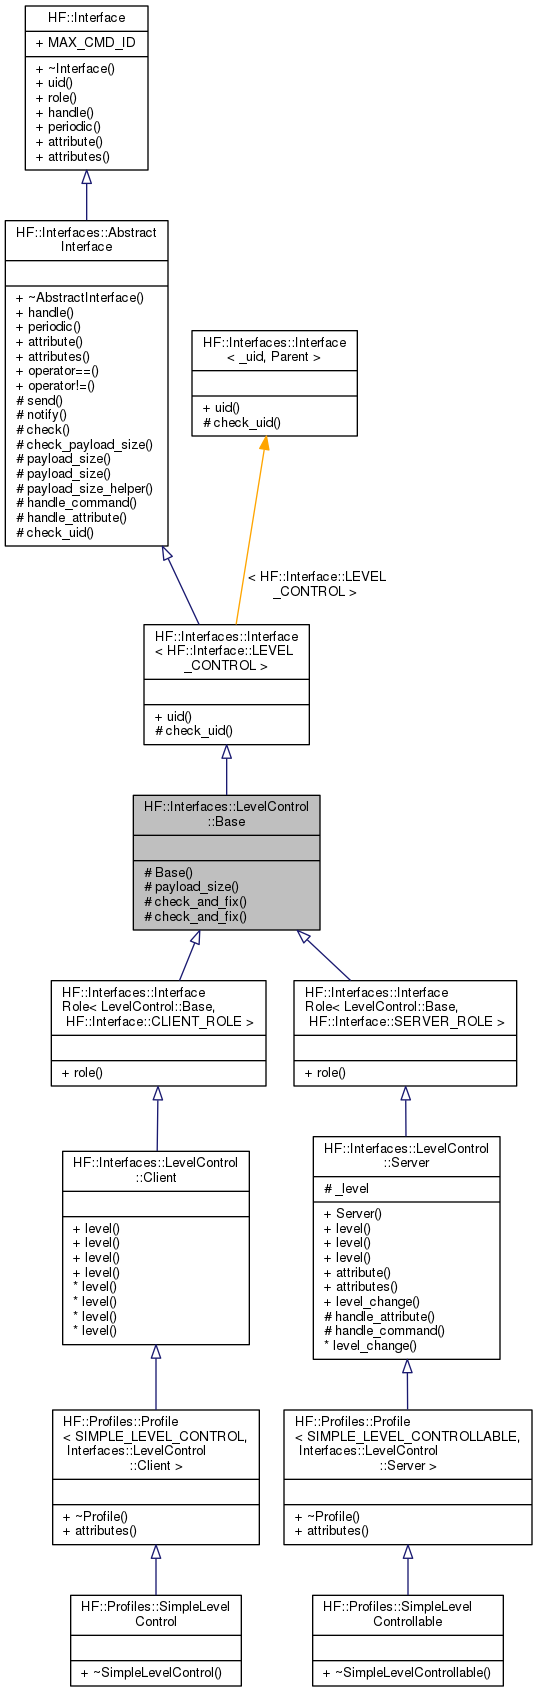 HF::Interface
+ MAX_CMD_ID
+ ~Interface()
+ uid()
+ role()
+ handle()
+ periodic()
+ attribute()
+ attributes()
HF::Interfaces::Abstract
Interface
+ ~AbstractInterface()
+ handle()
+ periodic()
+ attribute()
+ attributes()
+ operator==()
+ operator!=()
# send()
# notify()
# check()
# check_payload_size()
# payload_size()
# payload_size()
# payload_size_helper()
# handle_command()
# handle_attribute()
# check_uid()
HF::Interfaces::Interface
< _uid, Parent >
+ uid()
# check_uid()
< HF::Interface::LEVEL
_CONTROL >
HF::Interfaces::Interface
< HF::Interface::LEVEL
_CONTROL >
+ uid()
# check_uid()
HF::Interfaces::LevelControl
::Base
# Base()
# payload_size()
# check_and_fix()
# check_and_fix()
HF::Interfaces::Interface
Role< LevelControl::Base,
HF::Interface::CLIENT_ROLE >
+ role()
HF::Interfaces::Interface
Role< LevelControl::Base,
HF::Interface::SERVER_ROLE >
+ role()
HF::Interfaces::LevelControl
::Client
+ level()
+ level()
+ level()
+ level()
* level()
* level()
* level()
* level()
HF::Interfaces::LevelControl
::Server
# _level
+ Server()
+ level()
+ level()
+ level()
+ attribute()
+ attributes()
+ level_change()
# handle_attribute()
# handle_command()
* level_change()
HF::Profiles::Profile
< SIMPLE_LEVEL_CONTROL,
Interfaces::LevelControl
::Client >
+ ~Profile()
+ attributes()
HF::Profiles::Profile
< SIMPLE_LEVEL_CONTROLLABLE,
Interfaces::LevelControl
::Server >
+ ~Profile()
+ attributes()
HF::Profiles::SimpleLevel
Control
+ ~SimpleLevelControl()
HF::Profiles::SimpleLevel
Controllable
+ ~SimpleLevelControllable()